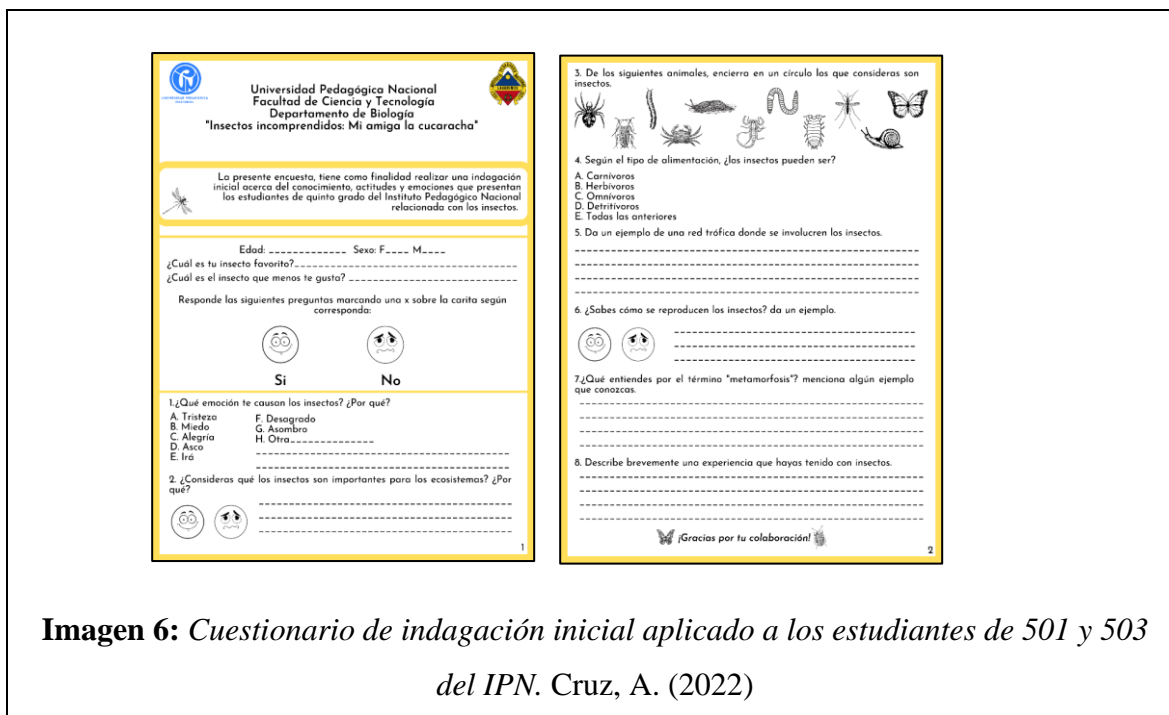 UNIVERSIDAD PEDAGOGICA
NACIONAL
Universidad Pedagógica Nacional
Facultad de Ciencia y Tecnología
Departamento de Biología
"Insectos incomprendidos: Mi amiga la cucaracha"
La presente encuesta, tiene como finalidad realizar una indagación
inicial acerca del conocimiento, actitudes y emociones que presentan
los estudiantes de quinto grado del Instituto Pedagógico Nacional
relacionada con los insectos.
Edad: _____________ Sexo: F____ M____
¿Cuál es tu insecto favorito?__________________________________
¿Cuál es el insecto que menos te gusta? __________________________
Responde las siguientes preguntas marcando una x sobre la carita según
corresponda:
Si No
1.¿Qué emoción te causan los insectos? ¿Por qué?
A. Tristeza
B. Miedo
C. Alegría
D. Asco
E. Irá
F. Desagrado
G. Asombro
H. Otra______________
2. ¿Consideras qué los insectos son importantes para los ecosistemas? ¿Por
qué?
1
3. De los siguientes animales, encierra en un círculo los que consideras son
insectos.
4. Según el tipo de alimentación, ¿los insectos pueden ser?
A. Carnívoros
B. Herbívoros
C. Omnívoros
D. Detritívoros
E. Todas las anteriores
5. Da un ejemplo de una red trófica donde se involucren los insectos.
6. ¿Sabes cómo se reproducen los insectos? da un ejemplo.
7.¿Qué entiendes por el término "metamorfosis"? menciona algún ejemplo
que conozcas.
8. Describe brevemente una experiencia que hayas tenido con insectos.
¡Gracias por tu colaboración!
2
Imagen 6: Cuestionario de indagación inicial aplicado a los estudiantes de 501 y 503
del IPN. Cruz, A. (2022)